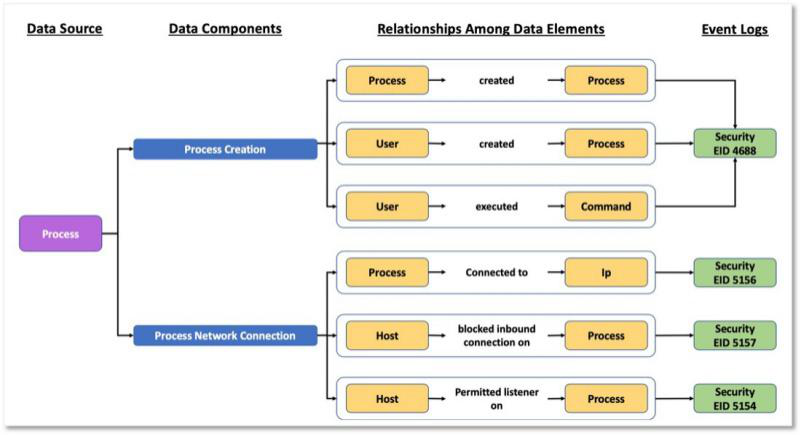 Data Source
Data Components
Relationships Among Data Elements
Event Logs
Process
created
Process
Process Creation
User
created
Process
Security
EID 4688
User
executed
Command
Process
Process
Connected to
Ip
Security
EID 5156
Process Network Connection
Host
blocked inbound
connection on
Process
Security
EID 5157
Host
Permitted listener
on
Process
Security
EID 5154